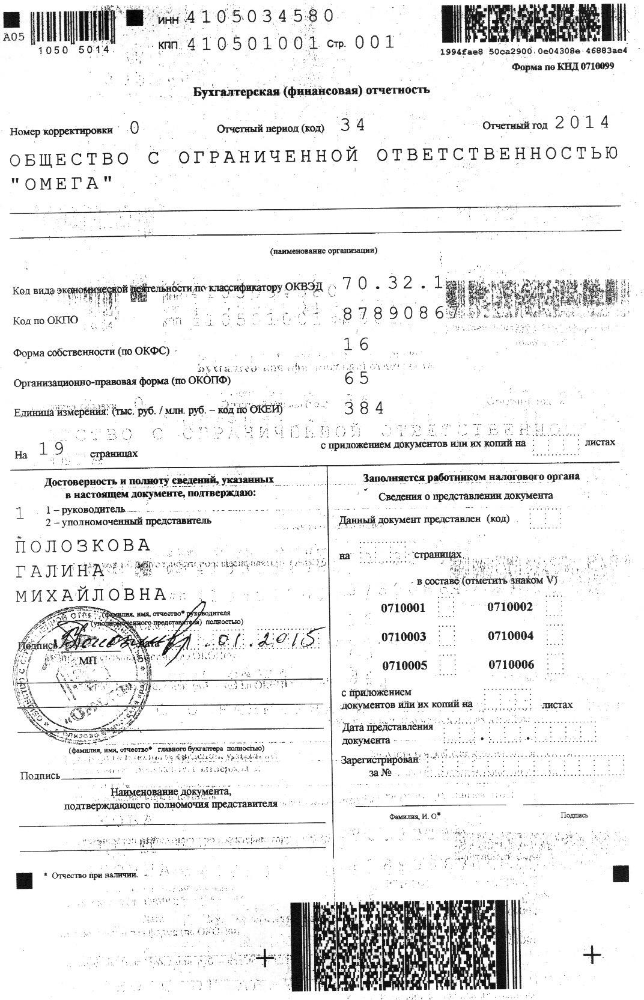 ИНН 4105034580
А05
1050 5014
КПП 410501001 Стр. 001
1994fae8 50ca2900 0e04308e 46883ae4
Форма по КНД 0710099
Бухгалтерская (финансовая) отчетность
Номер корректировки 0 Отчетный период (код) 34 Отчетный год 2014
ОБЩЕСТВО С ОГРАНИЧЕННОЙ ОТВЕТСТВЕННОСТЬЮ
"ОМЕГА"
(наименование организации)
Код вида экономической деятельности по классификатору ОКВЭД 70.32.1
Код по ОКПО 87890867
Форма собственности (по ОКФС) 16
Организационно-правовая форма (по ОКОПФ) 65
Единица измерения: (тыс. руб. / млн. руб. – код по ОКЕИ) 384
На 19 страницах с приложением документов или их копий на листах
Достоверность и полноту сведений, указанных
в настоящем документе, подтверждаю:
1 1 – руководитель
2 – уполномоченный представитель
ПОЛОЗКОВА
ГАЛИНА
МИХАЙЛОВНА
(фамилия, имя, отчество* руководителя
(уполномоченного представителя) полностью)
Подпись дата .01.2015
МП
"Омега"
(фамилия, имя, отчество* главного бухгалтера полностью)
Подпись
Наименование документа,
подтверждающего полномочия представителя
* Отчество при наличии.
Заполняется работником налогового органа
Сведения о представлении документа
Данный документ представлен (код)
на страницах
в составе (отметить знаком V)
0710001 0710002
0710003 0710004
0710005 0710006
с приложением
документов или их копий на листах
Дата представления
документа
Зарегистрирован
за №
Фамилия, И. О.* Подпись